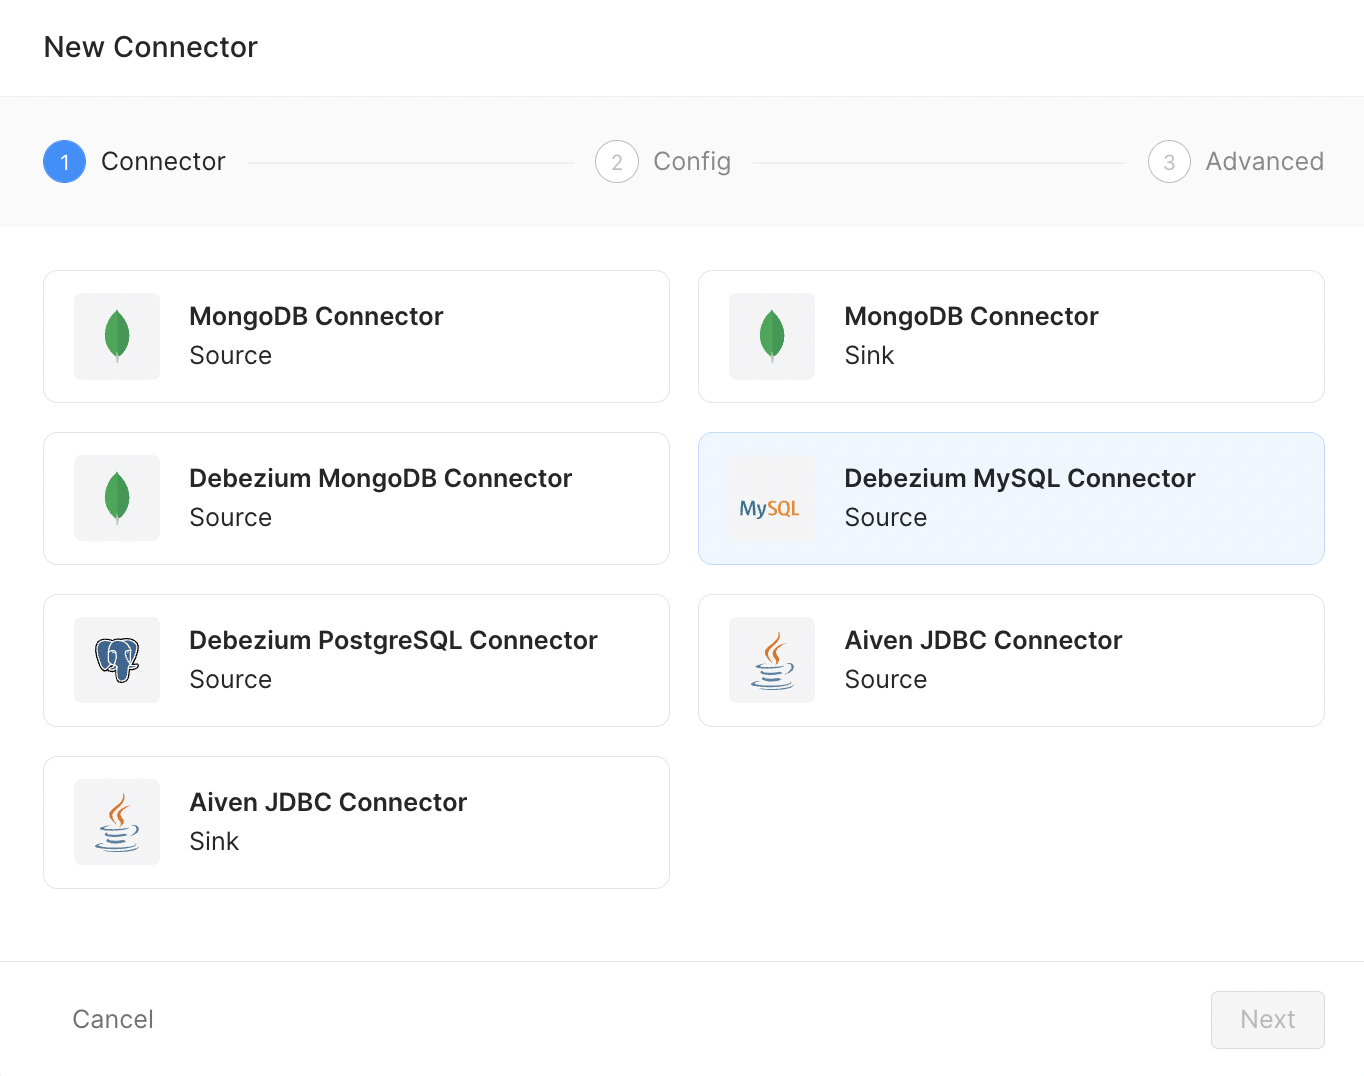 New Connector
1 Connector
2 Config
3 Advanced
MongoDB Connector
Source
MongoDB Connector
Sink
Debezium MongoDB Connector
Source
MySQL
Debezium MySQL Connector
Source
Debezium PostgreSQL Connector
Source
Aiven JDBC Connector
Source
Aiven JDBC Connector
Sink
Cancel
Next